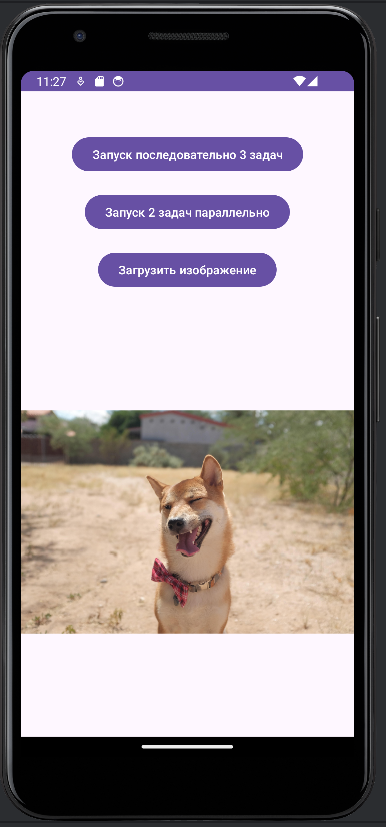 11:27
Запуск последовательно 3 задач
Запуск 2 задач параллельно
Загрузить изображение